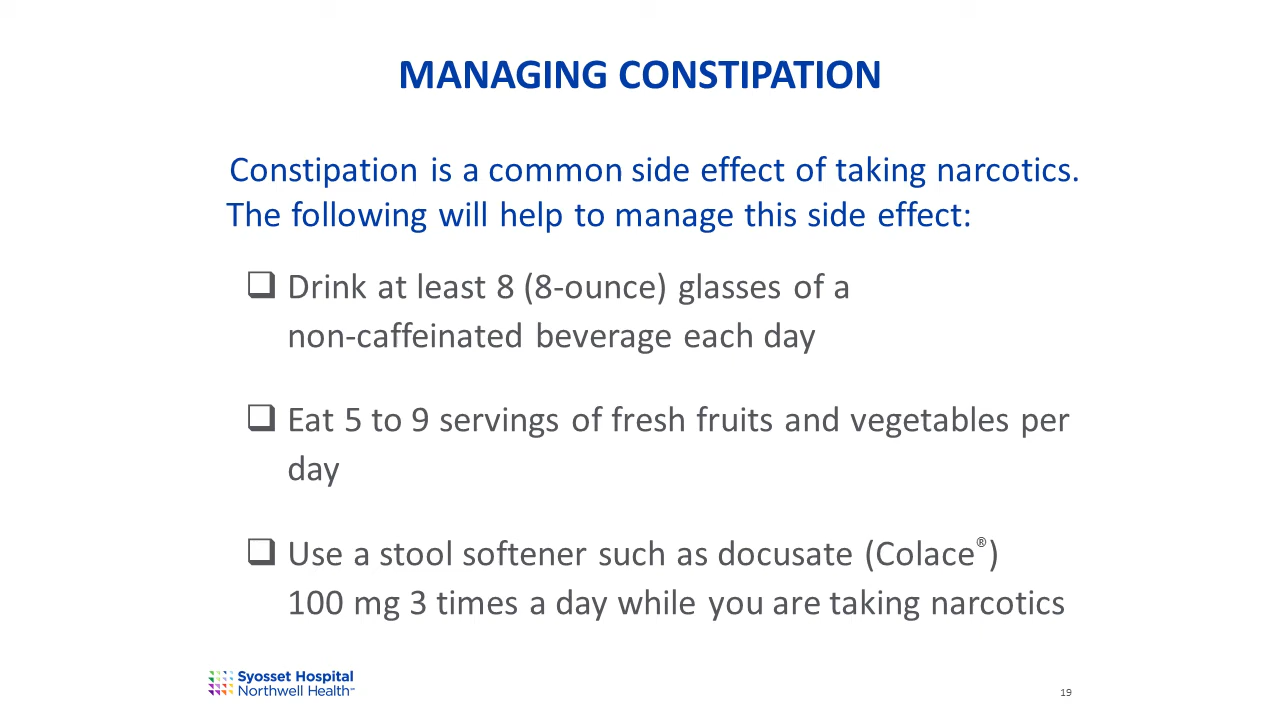 MANAGING CONSTIPATION
Constipation is a common side effect of taking narcotics.
The following will help to manage this side effect:
❑ Drink at least 8 (8-ounce) glasses of a
non-caffeinated beverage each day
❑ Eat 5 to 9 servings of fresh fruits and vegetables per
day
❑ Use a stool softener such as docusate (Colace®)
100 mg 3 times a day while you are taking narcotics
Syosset Hospital
Northwell Health℠
19